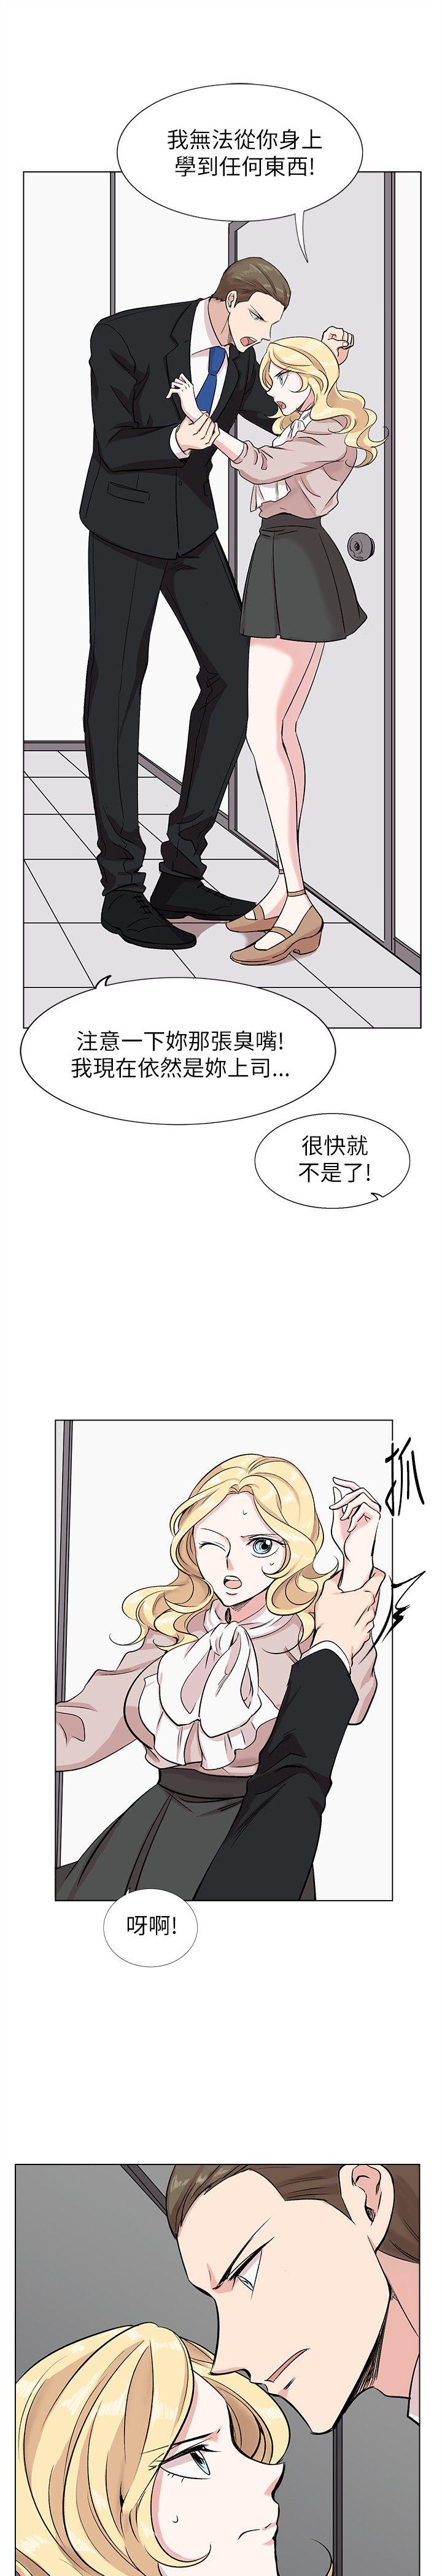 我無法從你身上
學到任何東西!
注意一下妳那張臭嘴!
我現在依然是妳上司...
很快就
不是了!
抓
呀啊!